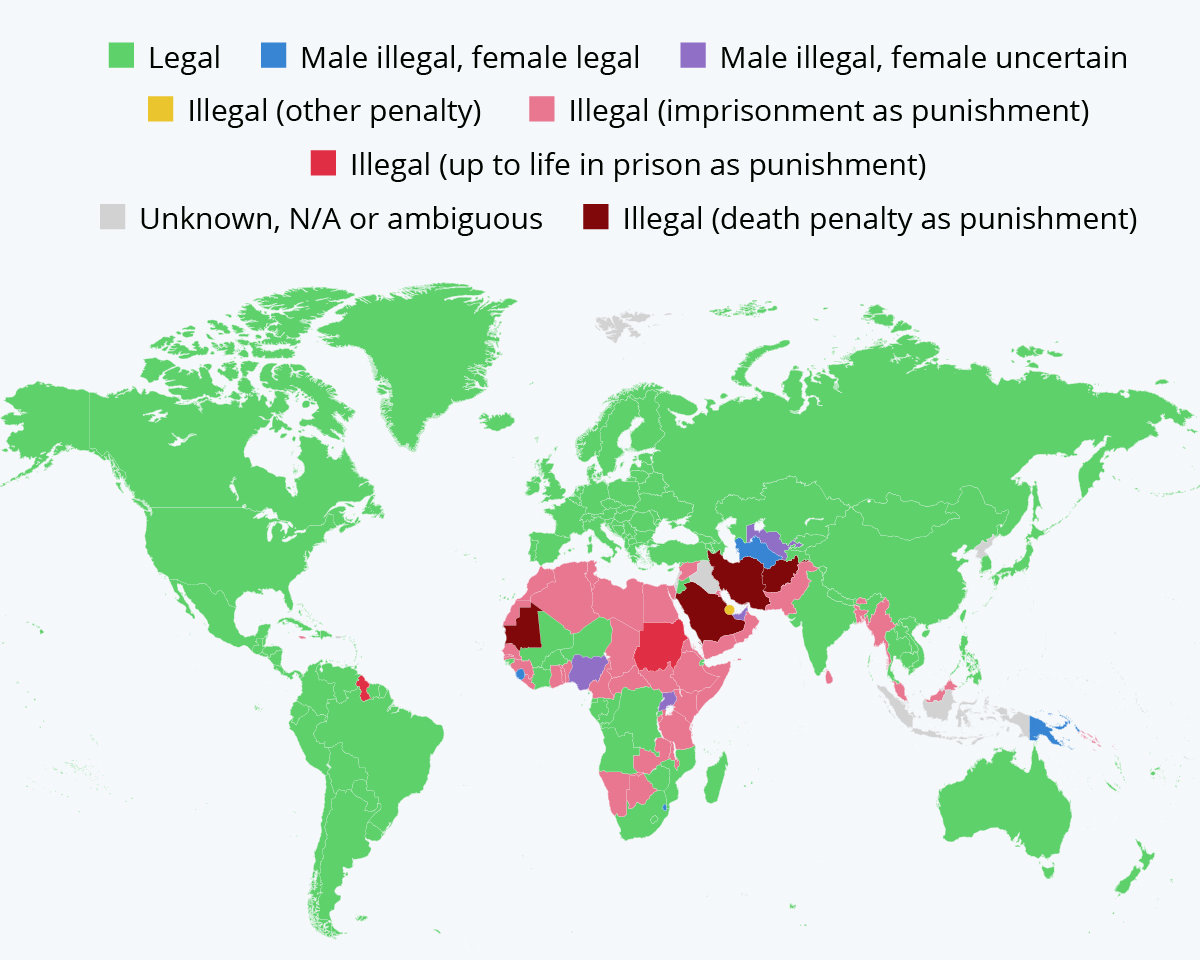 Legal Male illegal, female legal Male illegal, female uncertain
Illegal (other penalty) Illegal (imprisonment as punishment)
Illegal (up to life in prison as punishment)
Unknown, N/A or ambiguous Illegal (death penalty as punishment)